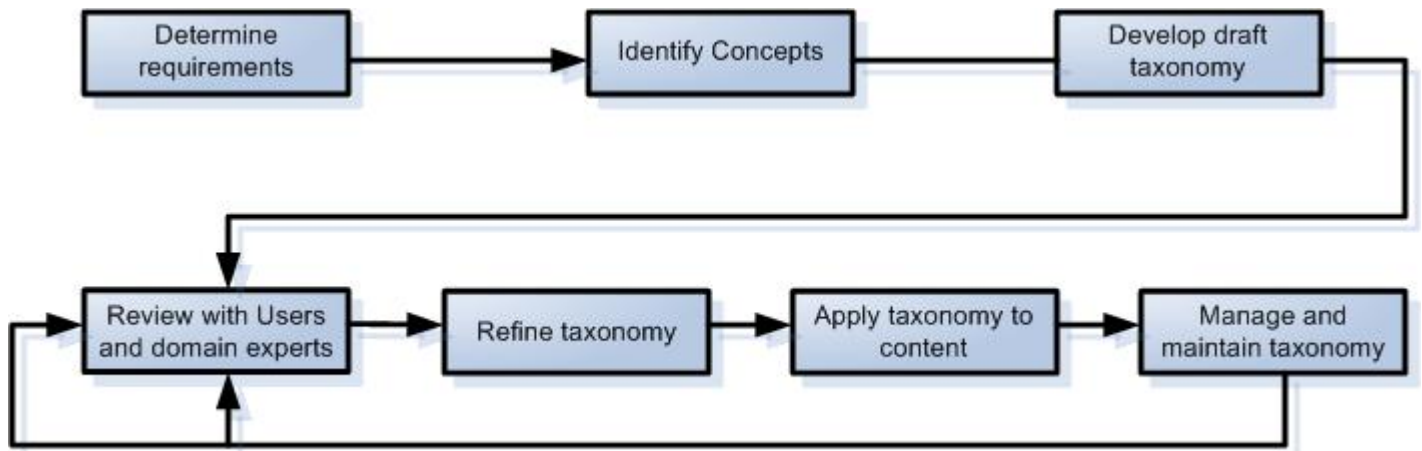 Determine
requirements
Identify Concepts
Develop draft
taxonomy
Review with Users
and domain experts
Refine taxonomy
Apply taxonomy to
content
Manage and
maintain taxonomy